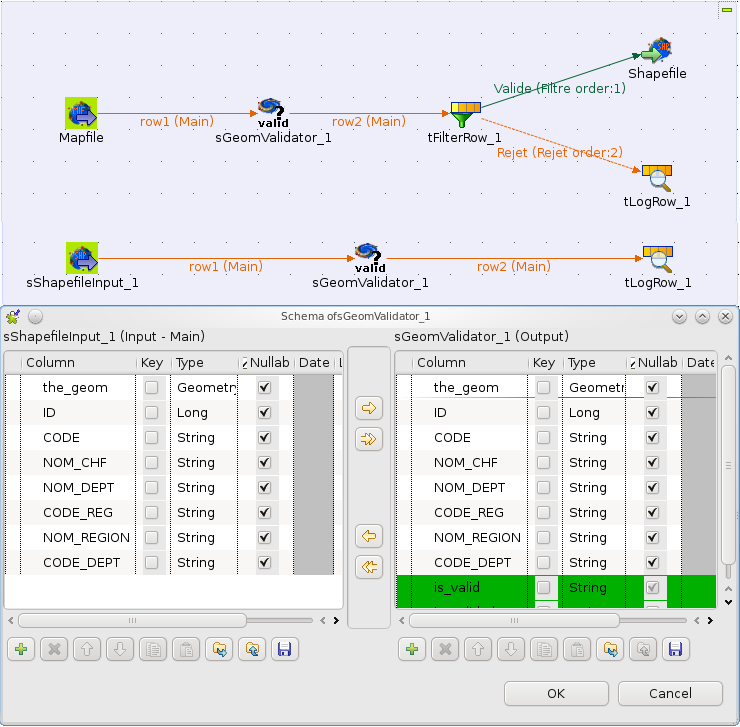 Shapefile
Valide (Filtre order:1)
row1 (Main)
row2 (Main)
valid
Mapfile
sGeomValidator_1
tFilterRow_1
Rejet (Rejet order:2)
tLogRow_1
row1 (Main)
row2 (Main)
valid
sShapefileInput_1
sGeomValidator_1
tLogRow_1
Schema ofsGeomValidator_1
sShapefileInput_1 (Input - Main)
sGeomValidator_1 (Output)
Column Key Type Nullab Date L
the_geom Geometry
ID Long
CODE String
NOM_CHF String
NOM_DEPT String
CODE_REG String
NOM_REGION String
CODE_DEPT String
Column Key Type Nullab Date
the_geom Geometr
ID Long
CODE String
NOM_CHF String
NOM_DEPT String
CODE_REG String
NOM_REGION String
CODE_DEPT String
is_valid String
OK
Cancel